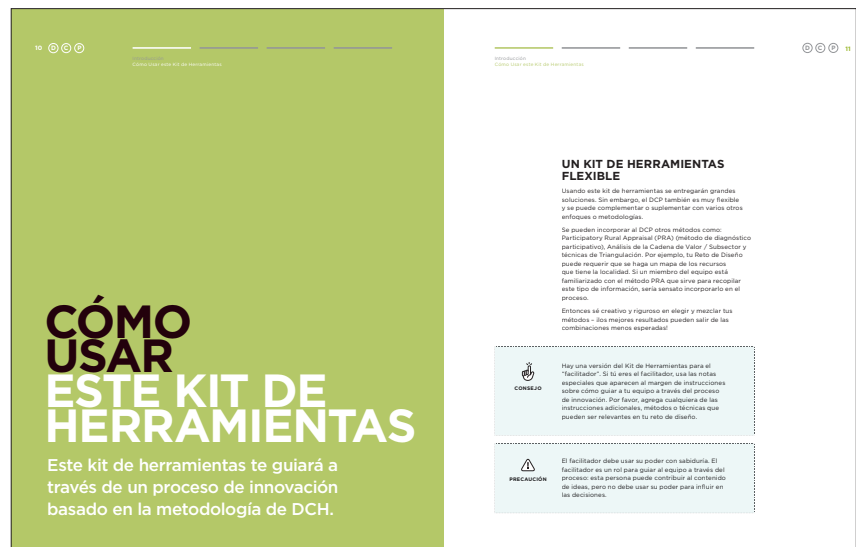 10 D C P
Introducción
Cómo Usar este Kit de Herramientas
CÓMO
USAR
ESTE KIT DE
HERRAMIENTAS
Este kit de herramientas te guiará a
través de un proceso de innovación
basado en la metodología de DCH.
D C P 11
Introducción
Cómo Usar este Kit de Herramientas
UN KIT DE HERRAMIENTAS
FLEXIBLE
Usando este kit de herramientas se entregarán grandes
soluciones. Sin embargo, el DCP también es muy flexible
y se puede complementar o suplementar con varios otros
enfoques o metodologías.
Se pueden incorporar al DCP otros métodos como:
Participatory Rural Appraisal (PRA) (método de diagnóstico
participativo), Análisis de la Cadena de Valor / Subsector y
técnicas de Triangulación. Por ejemplo, tu Reto de Diseño
puede requerir que se haga un mapa de los recursos
que tiene la localidad. Si un miembro del equipo está
familiarizado con el método PRA que sirve para recopilar
este tipo de información, sería sensato incorporarlo en el
proceso.
Entonces sé creativo y riguroso en elegir y mezclar tus
métodos – ¡los mejores resultados pueden salir de las
combinaciones menos esperadas!
CONSEJO
Hay una versión del Kit de Herramientas para el
"facilitador". Si tú eres el facilitador, usa las notas
especiales que aparecen al margen de instrucciones
sobre cómo guiar a tu equipo a través del proceso
de innovación. Por favor, agrega cualquiera de las
instrucciones adicionales, métodos o técnicas que
pueden ser relevantes en tu reto de diseño.
PRECAUCIÓN
El facilitador debe usar su poder con sabiduría. El
facilitador es un rol para guiar al equipo a través del
proceso: esta persona puede contribuir al contenido
de ideas, pero no debe usar su poder para influir en
las decisiones.